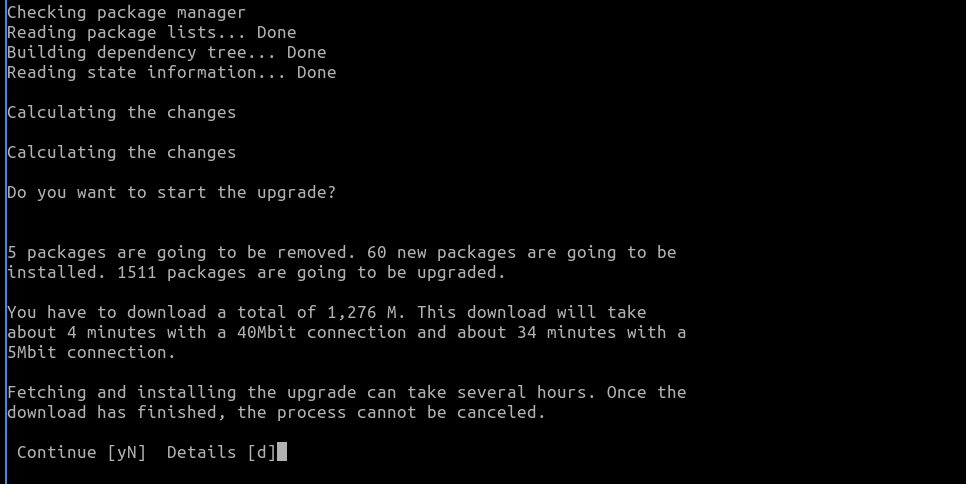 Checking package manager
Reading package lists... Done
Building dependency tree... Done
Reading state information... Done
Calculating the changes
Calculating the changes
Do you want to start the upgrade?
5 packages are going to be removed. 60 new packages are going to be
installed. 1511 packages are going to be upgraded.
You have to download a total of 1,276 M. This download will take
about 4 minutes with a 40Mbit connection and about 34 minutes with a
5Mbit connection.
Fetching and installing the upgrade can take several hours. Once the
download has finished, the process cannot be canceled.
Continue [yN]  Details [d]